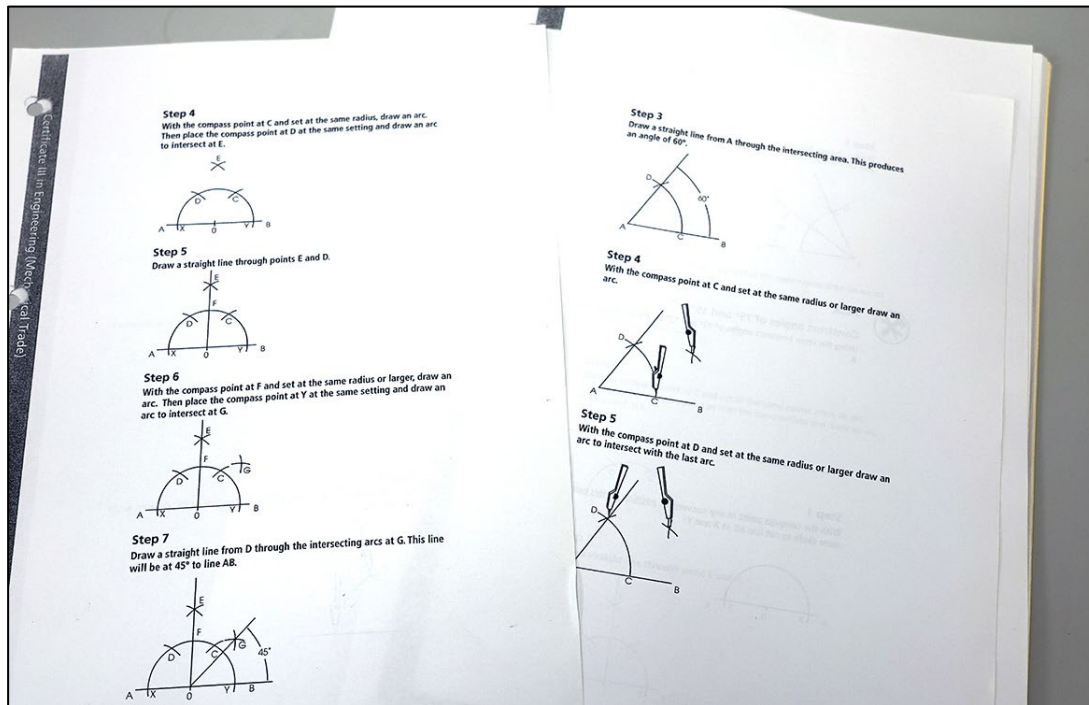 Certificate III in Engineering (Mechanical Trade)
Step 4
With the compass point at C and set at the same radius, draw an arc.
Then place the compass point at D at the same setting and draw an arc
to intersect at E.
E
D
C
A
X
O
Y
B
Step 5
Draw a straight line through points E and D.
E
F
D
C
A
X
O
Y
B
Step 6
With the compass point at F and set at the same radius or larger, draw an
arc. Then place the compass point at Y at the same setting and draw an
arc to intersect at G.
E
F
G
D
C
A
X
O
Y
B
Step 7
Draw a straight line from D through the intersecting arcs at G. This line
will be at 45° to line AB.
E
F
G
D
C
45°
A
X
O
Y
B
Step 3
Draw a straight line from A through the intersecting area. This produces
an angle of 60°.
D
60°
A
C
B
Step 4
With the compass point at C and set at the same radius or larger draw an
arc.
D
A
C
B
Step 5
With the compass point at D and set at the same radius or larger draw an
arc to intersect with the last arc.
D
C
B